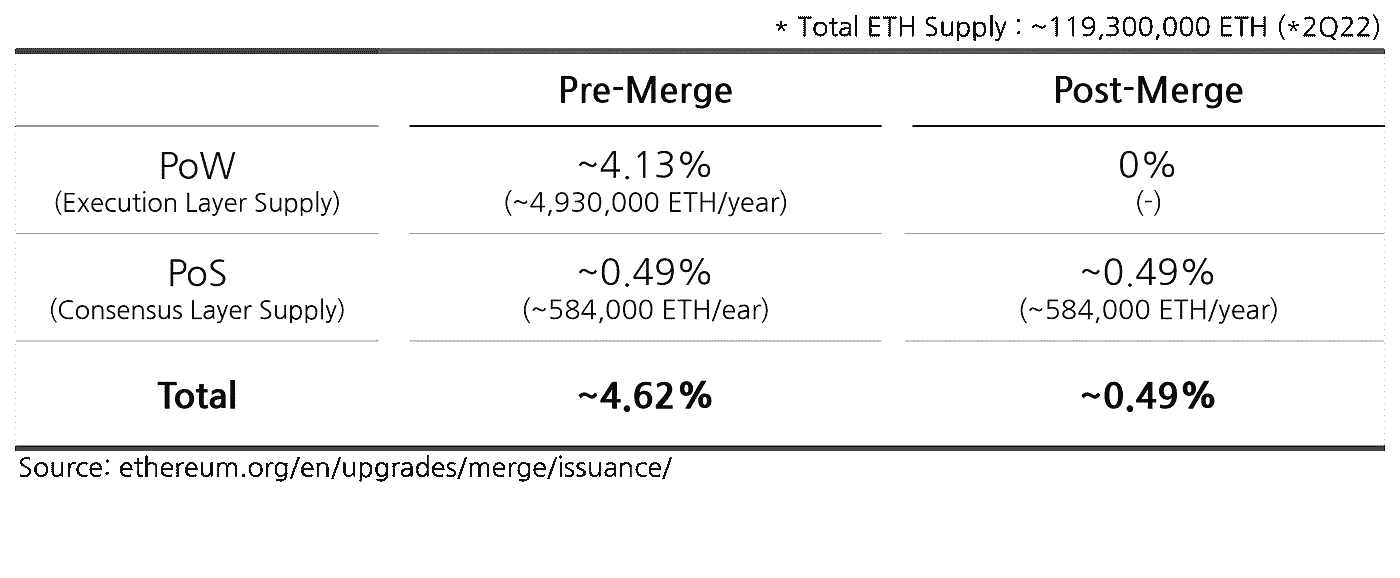 * Total ETH Supply : ~119,300,000 ETH (*2Q22)
Pre-Merge Post-Merge
PoW ~4.13% 0%
(Execution Layer Supply) (~4,930,000 ETH/year) (-)
PoS ~0.49% ~0.49%
(Consensus Layer Supply) (~584,000 ETH/ear) (~584,000 ETH/year)
Total ~4.62% ~0.49%
Source: ethereum.org/en/upgrades/merge/issuance/